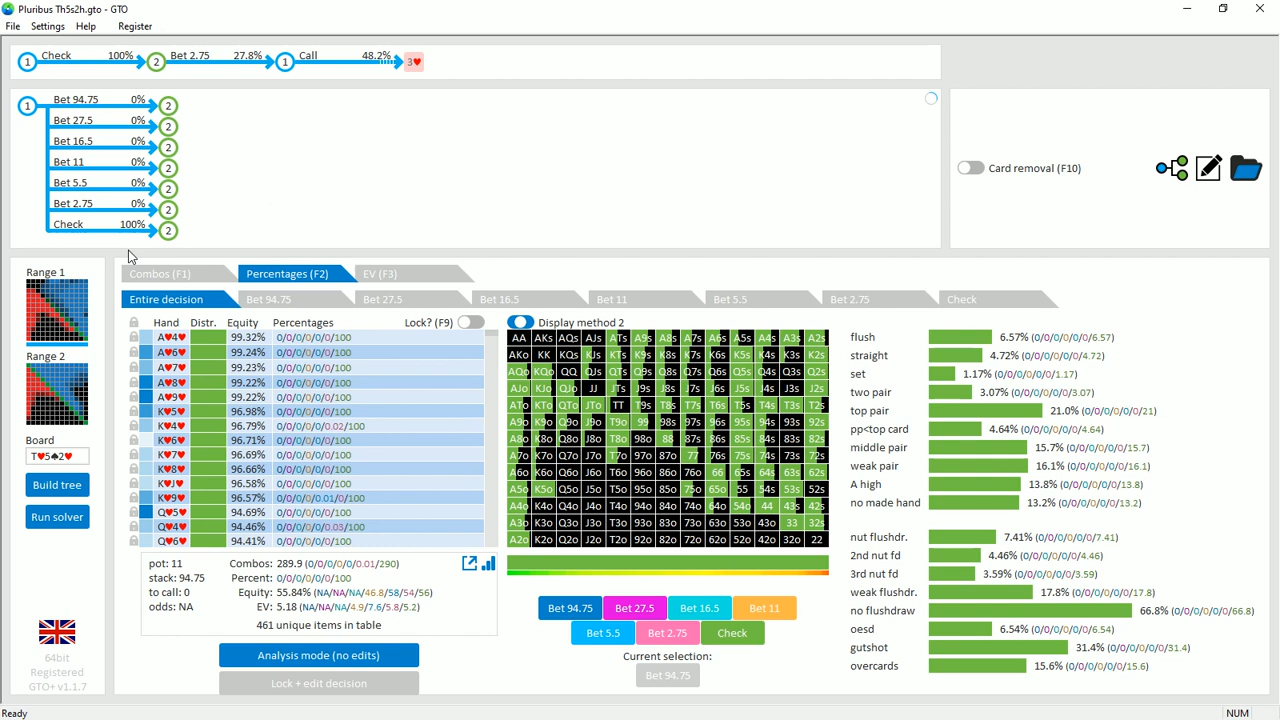 Pluribus Th5s2h.gto - GTO
File Settings Help Register
1 Check 100% 2 Bet 2.75 27.8% 1 Call 48.2% 3♥
1 Bet 94.75 0% 2
Bet 27.5 0% 2
Bet 16.5 0% 2
Bet 11 0% 2
Bet 5.5 0% 2
Bet 2.75 0% 2
Check 100% 2
Card removal (F10)
Range 1
Range 2
Board
T♥5♠2♥
Build tree
Run solver
64bit
Registered
GTO+ v1.1.7
Combos (F1) Percentages (F2) EV (F3)
Entire decision Bet 94.75 Bet 27.5 Bet 16.5 Bet 11 Bet 5.5 Bet 2.75 Check
Hand Distr. Equity Percentages Lock? (F9)
A♥4♥ 99.32% 0/0/0/0/0/0/100
A♥6♥ 99.24% 0/0/0/0/0/0/100
A♥7♥ 99.23% 0/0/0/0/0/0/100
A♥8♥ 99.22% 0/0/0/0/0/0/100
A♥9♥ 99.22% 0/0/0/0/0/0/100
K♥5♥ 96.98% 0/0/0/0/0/0/100
K♥4♥ 96.79% 0/0/0/0/0/0.02/100
K♥6♥ 96.71% 0/0/0/0/0/0/100
K♥7♥ 96.69% 0/0/0/0/0/0/100
K♥8♥ 96.66% 0/0/0/0/0/0/100
K♥J♥ 96.58% 0/0/0/0/0/0/100
K♥9♥ 96.57% 0/0/0/0/0.01/0/100
Q♥5♥ 94.69% 0/0/0/0/0/0/100
Q♥4♥ 94.46% 0/0/0/0/0/0.03/100
Q♥6♥ 94.41% 0/0/0/0/0/0/100
pot: 11
stack: 94.75
to call: 0
odds: NA
Combos: 289.9 (0/0/0/0/0/0.01/290)
Percent: 0/0/0/0/0/0/100
Equity: 55.84% (NA/NA/NA/46.8/58/54/56)
EV: 5.18 (NA/NA/NA/4.9/7.6/5.8/5.2)
461 unique items in table
Analysis mode (no edits)
Lock + edit decision
Display method 2
AA AKs AQs AJs ATs A9s A8s A7s A6s A5s A4s A3s A2s
AKo KK KQs KJs KTs K9s K8s K7s K6s K5s K4s K3s K2s
AQo KQo QQ QJs QTs Q9s Q8s Q7s Q6s Q5s Q4s Q3s Q2s
AJo KJo QJo JJ JTs J9s J8s J7s J6s J5s J4s J3s J2s
ATo KTo QTo JTo TT T9s T8s T7s T6s T5s T4s T3s T2s
A9o K9o Q9o J9o T9o 99 98s 97s 96s 95s 94s 93s 92s
A8o K8o Q8o J8o T8o 98o 88 87s 86s 85s 84s 83s 82s
A7o K7o Q7o J7o T7o 97o 87o 77 76s 75s 74s 73s 72s
A6o K6o Q6o J6o T6o 96o 86o 76o 66 65s 64s 63s 62s
A5o K5o Q5o J5o T5o 95o 85o 75o 65o 55 54s 53s 52s
A4o K4o Q4o J4o T4o 94o 84o 74o 64o 54o 44 43s 42s
A3o K3o Q3o J3o T3o 93o 83o 73o 63o 53o 43o 33 32s
A2o K2o Q2o J2o T2o 92o 82o 72o 62o 52o 42o 32o 22
Bet 94.75 Bet 27.5 Bet 16.5 Bet 11
Bet 5.5 Bet 2.75 Check
Current selection:
Bet 94.75
flush 6.57% (0/0/0/0/0/0/6.57)
straight 4.72% (0/0/0/0/0/0/4.72)
set 1.17% (0/0/0/0/0/0/1.17)
two pair 3.07% (0/0/0/0/0/0/3.07)
top pair 21.0% (0/0/0/0/0/0/21)
pp<top card 4.64% (0/0/0/0/0/0/4.64)
middle pair 15.7% (0/0/0/0/0/0/15.7)
weak pair 16.1% (0/0/0/0/0/0/16.1)
A high 13.8% (0/0/0/0/0/0/13.8)
no made hand 13.2% (0/0/0/0/0/0/13.2)
nut flushdr. 7.41% (0/0/0/0/0/0/7.41)
2nd nut fd 4.46% (0/0/0/0/0/0/4.46)
3rd nut fd 3.59% (0/0/0/0/0/0/3.59)
weak flushdr. 17.8% (0/0/0/0/0/0/17.8)
no flushdraw 66.8% (0/0/0/0/0/0/66.8)
oesd 6.54% (0/0/0/0/0/0/6.54)
gutshot 31.4% (0/0/0/0/0/0/31.4)
overcards 15.6% (0/0/0/0/0/0/15.6)
Ready NUM